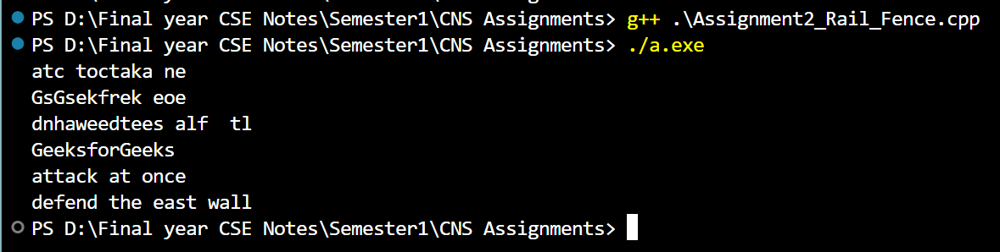 PS D:\Final year CSE Notes\Semester1\CNS Assignments> g++ .\Assignment2_Rail_Fence.cpp
PS D:\Final year CSE Notes\Semester1\CNS Assignments> ./a.exe
atc toctaka ne
GsGsekfrek eoe
dnhaweedtees alf  tl
GeeksforGeeks
attack at once
defend the east wall
PS D:\Final year CSE Notes\Semester1\CNS Assignments>